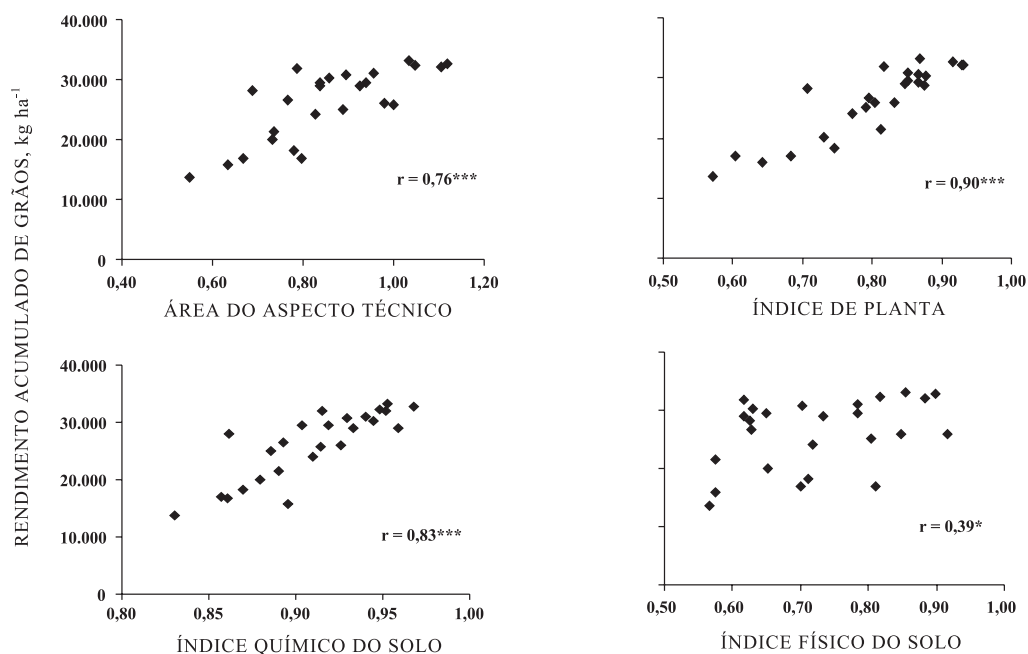 RENDIMENTO ACUMULADO DE GRÃOS, kg ha⁻¹
40.000
30.000
20.000
10.000
0
0,40 0,60 0,80 1,00 1,20
r = 0,76***
ÁREA DO ASPECTO TÉCNICO
0,50 0,60 0,70 0,80 0,90 1,00
r = 0,90***
ÍNDICE DE PLANTA
40.000
30.000
20.000
10.000
0
0,80 0,85 0,90 0,95 1,00
r = 0,83***
ÍNDICE QUÍMICO DO SOLO
0,50 0,60 0,70 0,80 0,90 1,00
r = 0,39*
ÍNDICE FÍSICO DO SOLO